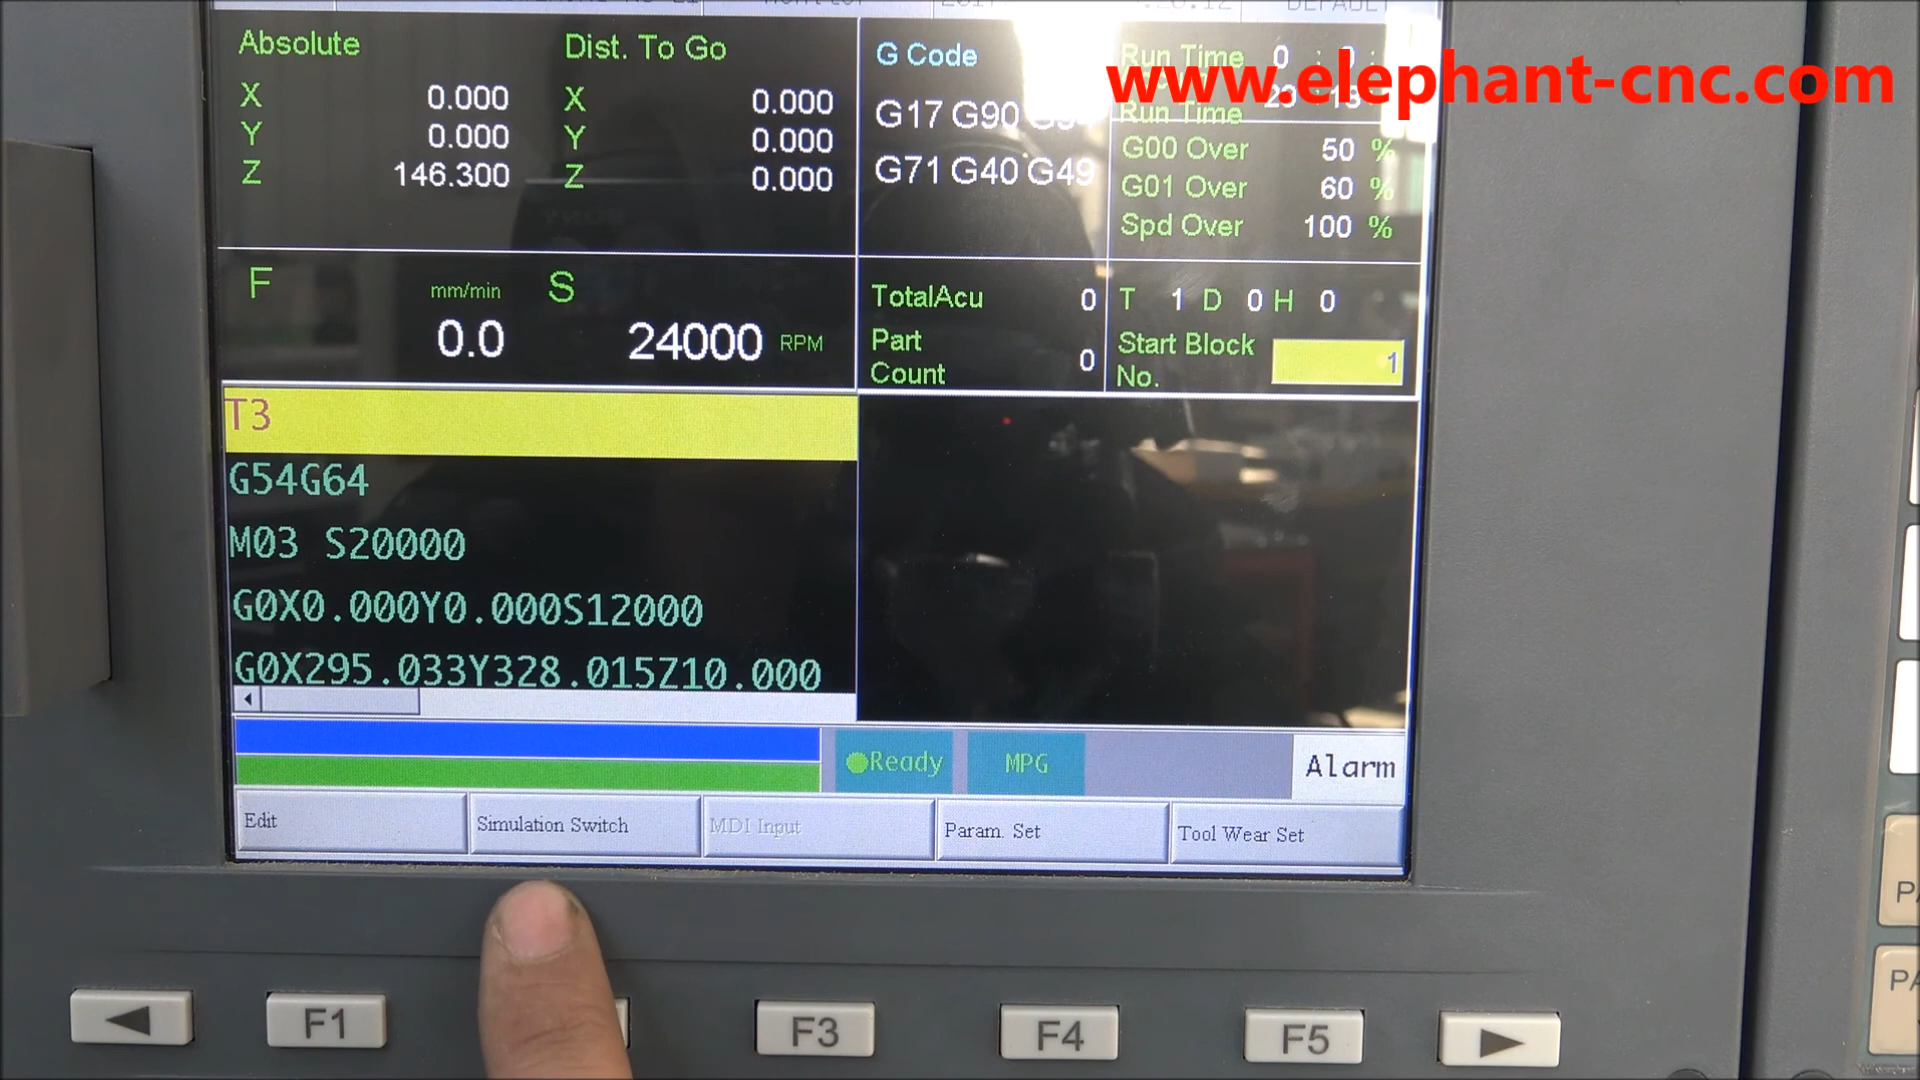 www.elephant-cnc.com
Absolute
Dist. To Go
G Code
Run Time 0 : 0 :
X 0.000 X 0.000
Y 0.000 Y 0.000
Z 146.300 Z 0.000
G17 G90
G71 G40 G49
Run Time
G00 Over 50 %
G01 Over 60 %
Spd Over 100 %
F mm/min S
0.0 24000 RPM
TotalAcu 0
Part
Count 0
T 1 D 0 H 0
Start Block
No. 1
T3
G54G64
M03 S20000
G0X0.000Y0.000S12000
G0X295.033Y328.015Z10.000
Ready
MPG
Alarm
Edit
Simulation Switch
MDI Input
Param. Set
Tool Wear Set
F1
F3
F4
F5